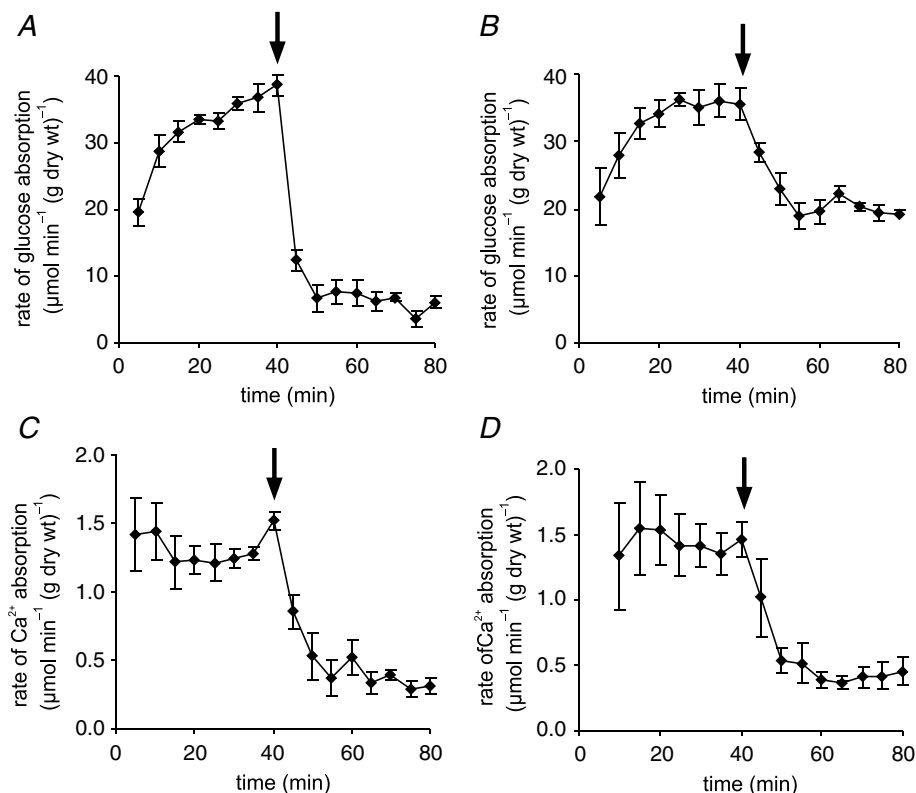 A
rate of glucose absorption
(µmol min⁻¹ (g dry wt)⁻¹)
40
30
20
10
0
0 20 40 60 80
time (min)
B
rate of glucose absorption
(µmol min⁻¹ (g dry wt)⁻¹)
40
30
20
10
0
0 20 40 60 80
time (min)
C
rate of Ca²⁺ absorption
(µmol min⁻¹ (g dry wt)⁻¹)
2.0
1.5
1.0
0.5
0.0
0 20 40 60 80
time (min)
D
rate ofCa²⁺ absorption
(µmol min⁻¹ (g dry wt)⁻¹)
2.0
1.5
1.0
0.5
0.0
0 20 40 60 80
time (min)